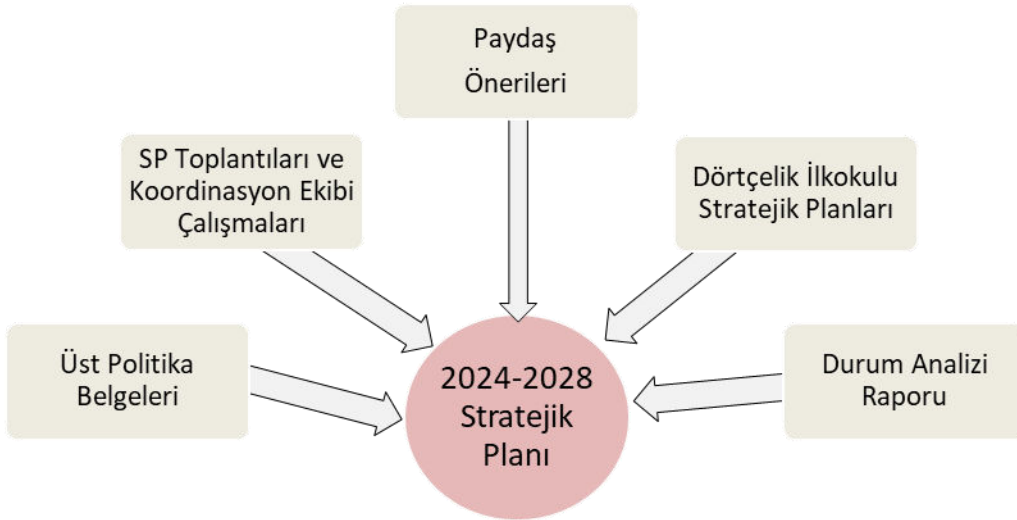 Paydaş
Önerileri
SP Toplantıları ve
Koordinasyon Ekibi
Çalışmaları
Dörtçelik İlkokulu
Stratejik Planları
Üst Politika
Belgeleri
2024-2028
Stratejik
Planı
Durum Analizi
Raporu